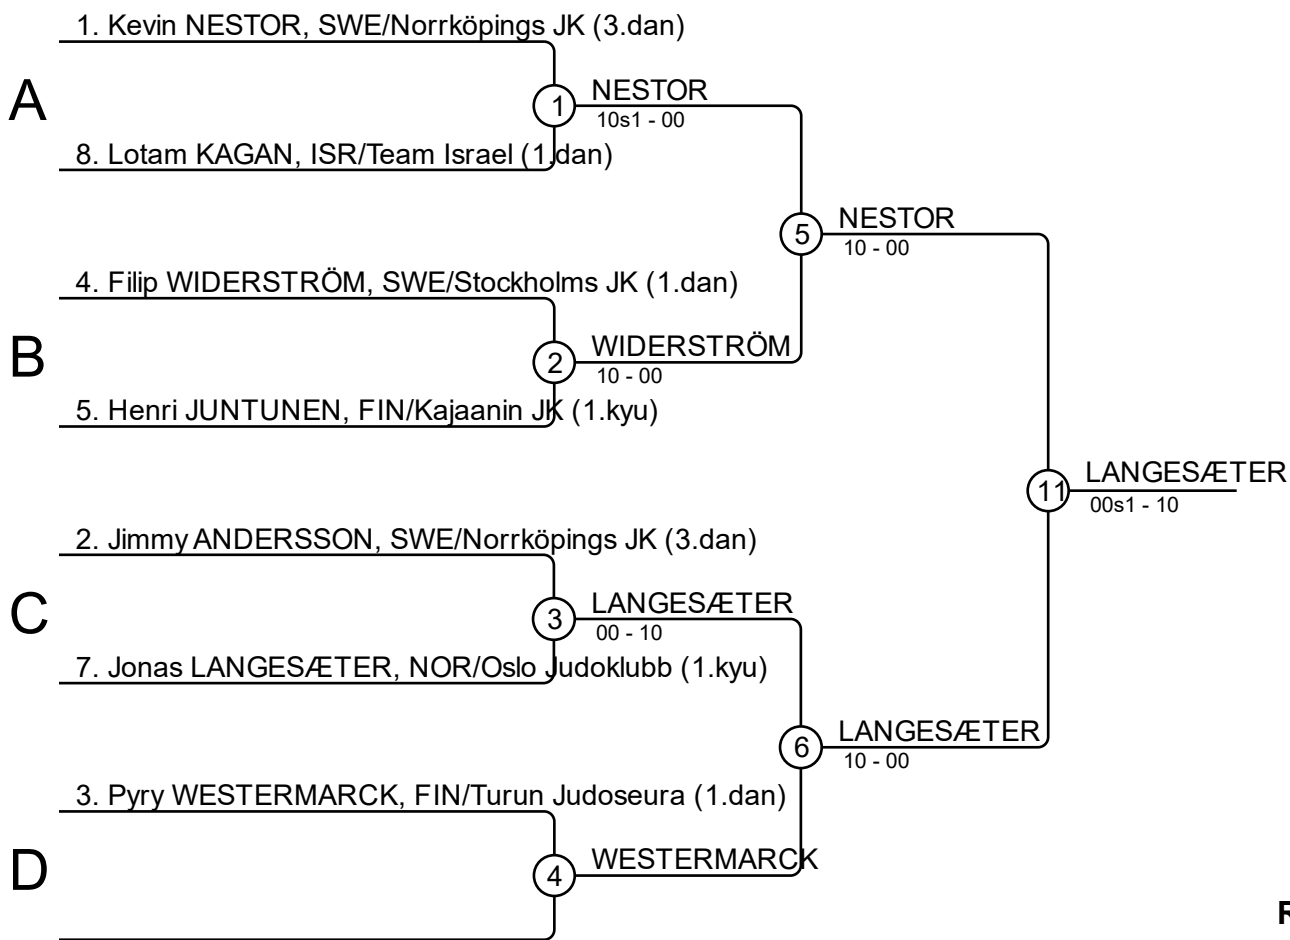 1. Kevin NESTOR, SWE/Norrköpings JK (3.dan)
A
1
NESTOR
10s1 - 00
8. Lotam KAGAN, ISR/Team Israel (1.dan)
5
NESTOR
10 - 00
4. Filip WIDERSTRÖM, SWE/Stockholms JK (1.dan)
B
2
WIDERSTRÖM
10 - 00
5. Henri JUNTUNEN, FIN/Kajaanin JK (1.kyu)
11
LANGESÆTER
00s1 - 10
2. Jimmy ANDERSSON, SWE/Norrköpings JK (3.dan)
C
3
LANGESÆTER
00 - 10
7. Jonas LANGESÆTER, NOR/Oslo Judoklubb (1.kyu)
6
LANGESÆTER
10 - 00
3. Pyry WESTERMARCK, FIN/Turun Judoseura (1.dan)
D
4
WESTERMARCK